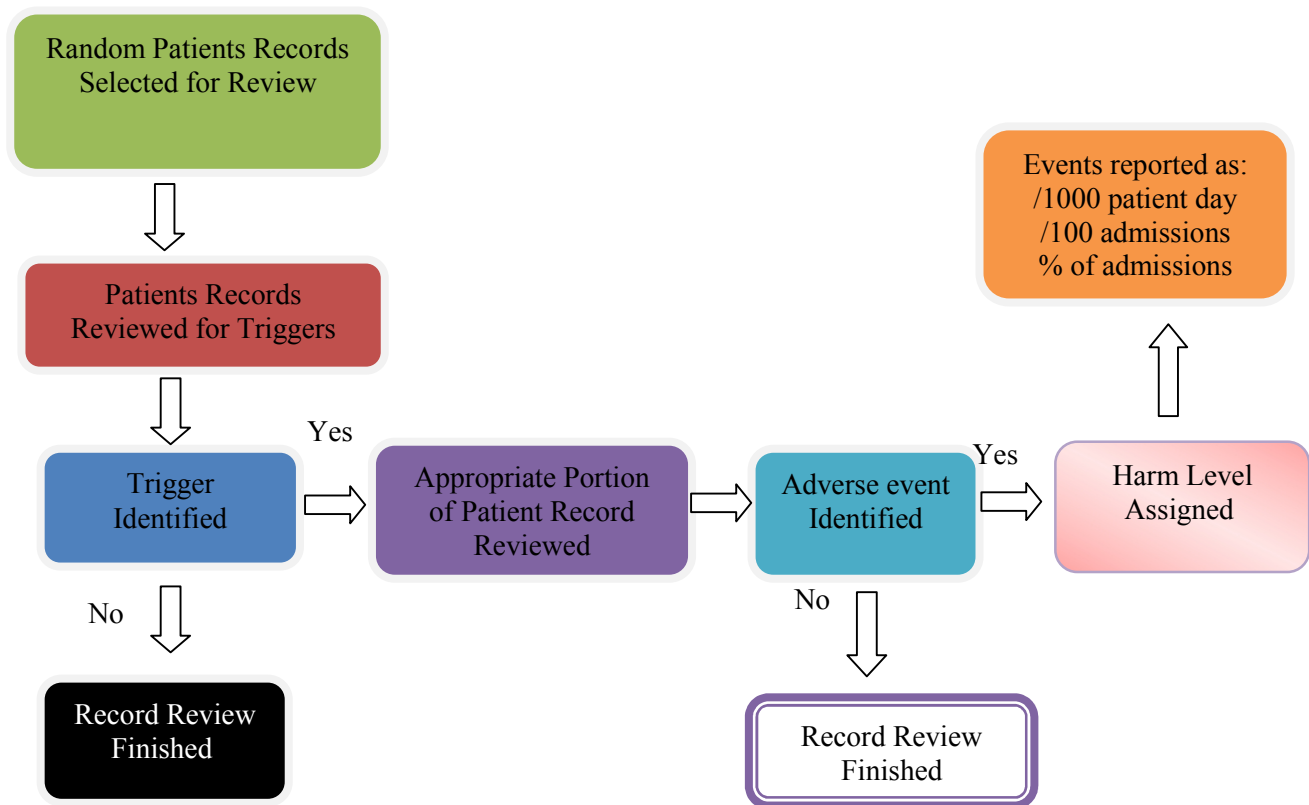 Random Patients Records
Selected for Review
Patients Records
Reviewed for Triggers
Trigger
Identified
Yes
No
Record Review
Finished
Appropriate Portion
of Patient Record
Reviewed
Adverse event
Identified
Yes
No
Record Review
Finished
Harm Level
Assigned
Events reported as:
/1000 patient day
/100 admissions
% of admissions